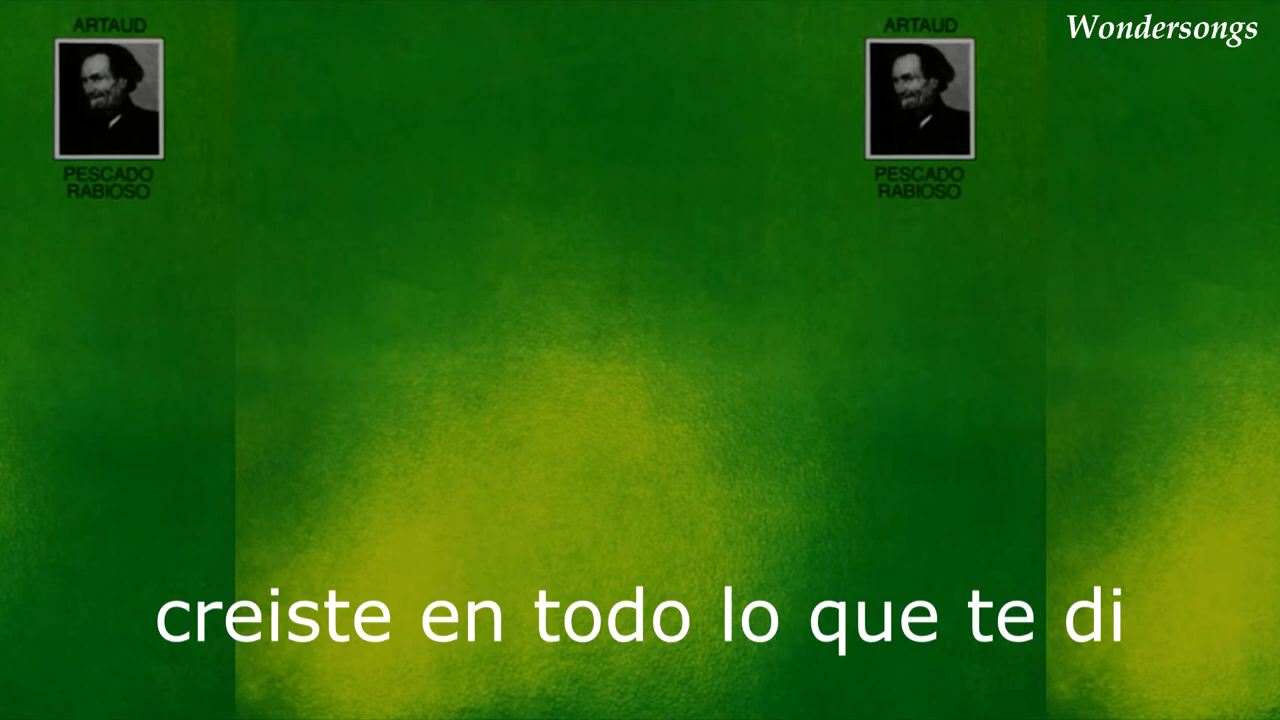 ARTAUD
PESCADO
RABIOSO
ARTAUD
PESCADO
RABIOSO
Wondersongs
creiste en todo lo que te di